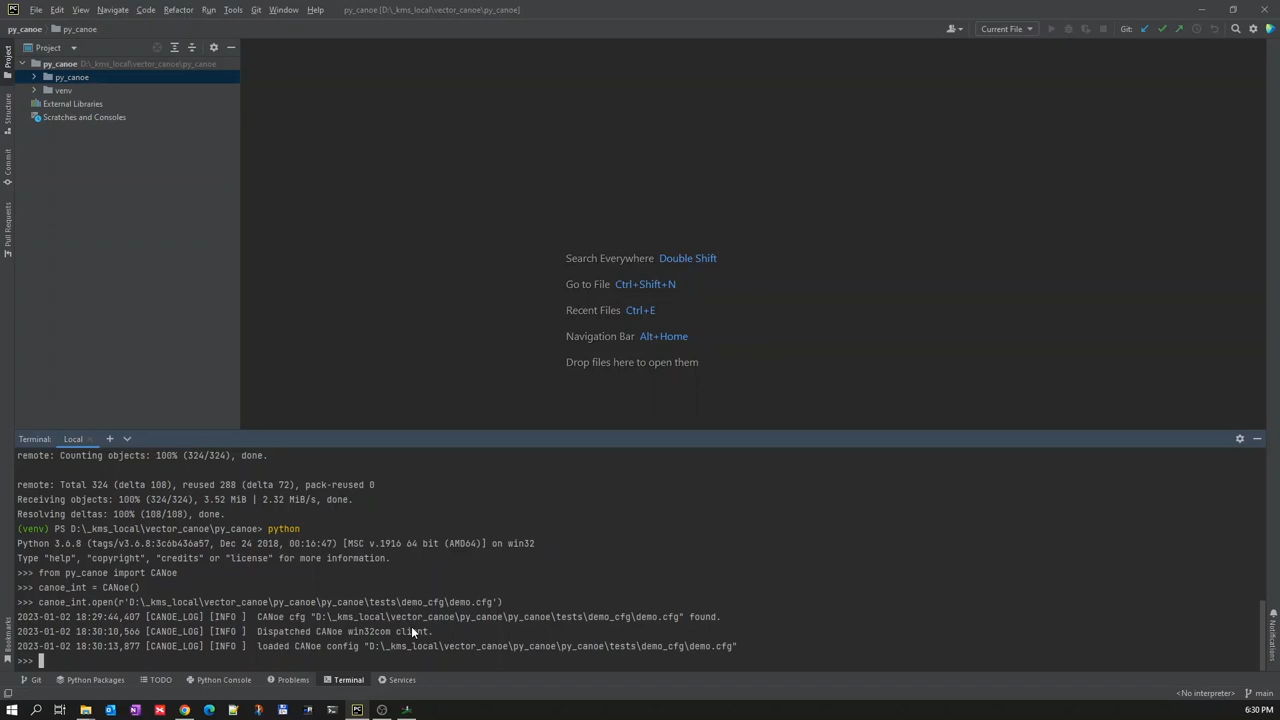 File Edit View Navigate Code Refactor Run Tools Git Window Help py_canoe [D:\_kms_local\vector_canoe\py_canoe]
py_canoe py_canoe Current File Git:
Project
py_canoe D:\_kms_local\vector_canoe\py_canoe
py_canoe
venv
External Libraries
Scratches and Consoles
Project
Structure
Commit
Pull Requests
Bookmarks
Notifications
Search Everywhere Double Shift
Go to File Ctrl+Shift+N
Recent Files Ctrl+E
Navigation Bar Alt+Home
Drop files here to open them
Terminal: Local
remote: Counting objects: 100% (324/324), done.
remote: Total 324 (delta 108), reused 288 (delta 72), pack-reused 0
Receiving objects: 100% (324/324), 3.52 MiB | 2.32 MiB/s, done.
Resolving deltas: 100% (108/108), done.
(venv) PS D:\_kms_local\vector_canoe\py_canoe> python
Python 3.6.8 (tags/v3.6.8:3c6b436a57, Dec 24 2018, 00:16:47) [MSC v.1916 64 bit (AMD64)] on win32
Type "help", "copyright", "credits" or "license" for more information.
>>> from py_canoe import CANoe
>>> canoe_int = CANoe()
>>> canoe_int.open(r'D:\_kms_local\vector_canoe\py_canoe\py_canoe\tests\demo_cfg\demo.cfg')
2023-01-02 18:29:44,407 [CANOE_LOG] [INFO ] CANoe cfg "D:\_kms_local\vector_canoe\py_canoe\py_canoe\tests\demo_cfg\demo.cfg" found.
2023-01-02 18:30:10,566 [CANOE_LOG] [INFO ] Dispatched CANoe win32com client.
2023-01-02 18:30:13,877 [CANOE_LOG] [INFO ] loaded CANoe config "D:\_kms_local\vector_canoe\py_canoe\py_canoe\tests\demo_cfg\demo.cfg"
>>>
Git Python Packages TODO Python Console Problems Terminal Services
<No interpreter> main
6:30 PM